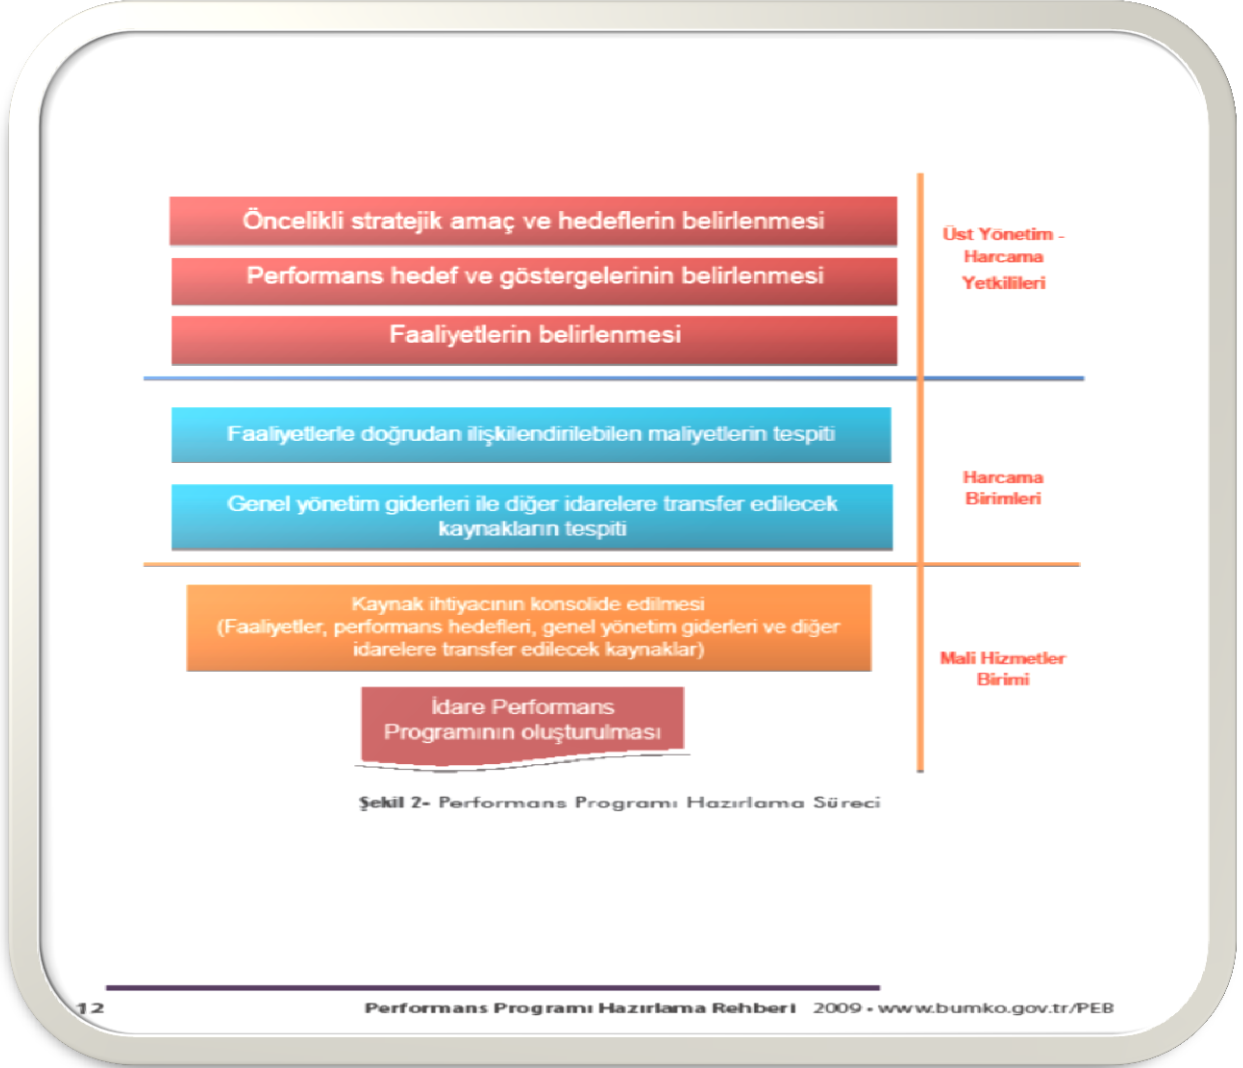 Öncelikli stratejik amaç ve hedeflerin belirlenmesi
Performans hedef ve göstergelerinin belirlenmesi
Faaliyetlerin belirlenmesi
Üst Yönetim -
Harcama
Yetkilileri
Faaliyetlerle doğrudan ilişkilendirilebilen maliyetlerin tespiti
Genel yönetim giderleri ile diğer idarelere transfer edilecek
kaynakların tespiti
Harcama
Birimleri
Kaynak ihtiyacının konsolide edilmesi
(Faaliyetler, performans hedefleri, genel yönetim giderleri ve diğer
idarelere transfer edilecek kaynaklar)
İdare Performans
Programının oluşturulması
Mali Hizmetler
Birimi
Şekil 2- Performans Programı Hazırlama Süreci
12
Performans Programı Hazırlama Rehberi 2009 - www.bumko.gov.tr/PEB